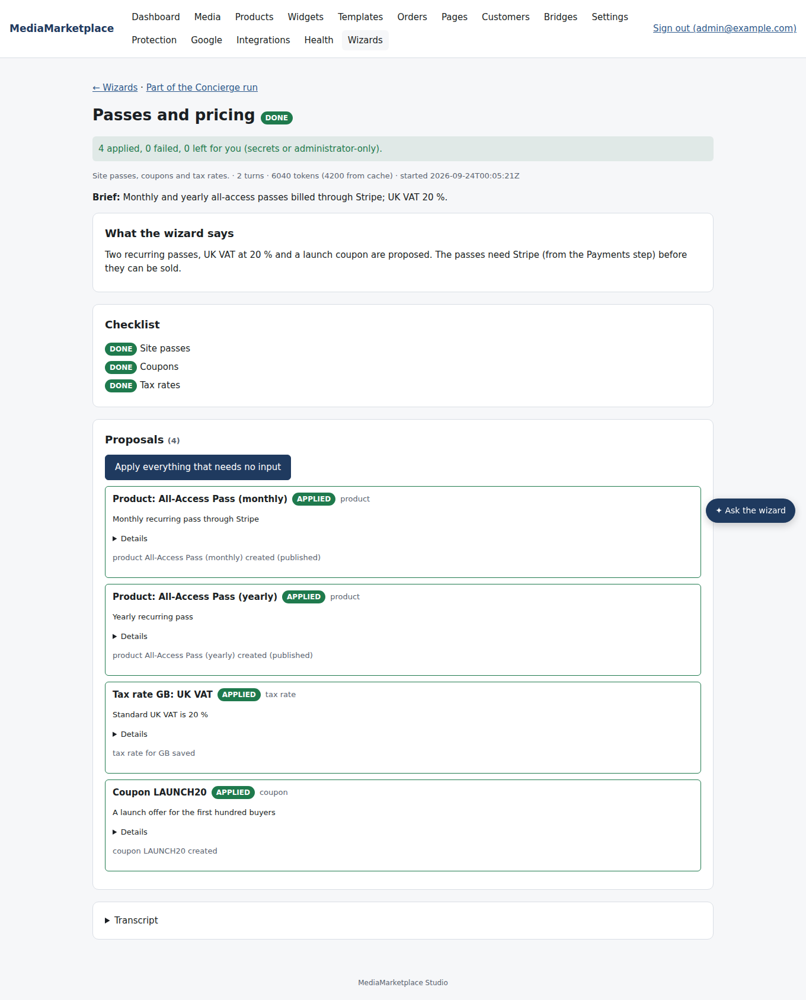 MediaMarketplace
Dashboard Media Products Widgets Templates Orders Pages Customers Bridges Settings
Protection Google Integrations Health Wizards
Sign out (admin@example.com)
← Wizards · Part of the Concierge run
Passes and pricing DONE
4 applied, 0 failed, 0 left for you (secrets or administrator-only).
Site passes, coupons and tax rates. · 2 turns · 6040 tokens (4200 from cache) · started 2026-09-24T00:05:21Z
Brief: Monthly and yearly all-access passes billed through Stripe; UK VAT 20 %.
What the wizard says
Two recurring passes, UK VAT at 20 % and a launch coupon are proposed. The passes need Stripe (from the Payments step) before
they can be sold.
Checklist
DONE Site passes
DONE Coupons
DONE Tax rates
Proposals (4)
Apply everything that needs no input
Product: All-Access Pass (monthly) APPLIED product
Monthly recurring pass through Stripe
▶ Details
product All-Access Pass (monthly) created (published)
✦ Ask the wizard
Product: All-Access Pass (yearly) APPLIED product
Yearly recurring pass
▶ Details
product All-Access Pass (yearly) created (published)
Tax rate GB: UK VAT APPLIED tax rate
Standard UK VAT is 20 %
▶ Details
tax rate for GB saved
Coupon LAUNCH20 APPLIED coupon
A launch offer for the first hundred buyers
▶ Details
coupon LAUNCH20 created
▶ Transcript
MediaMarketplace Studio